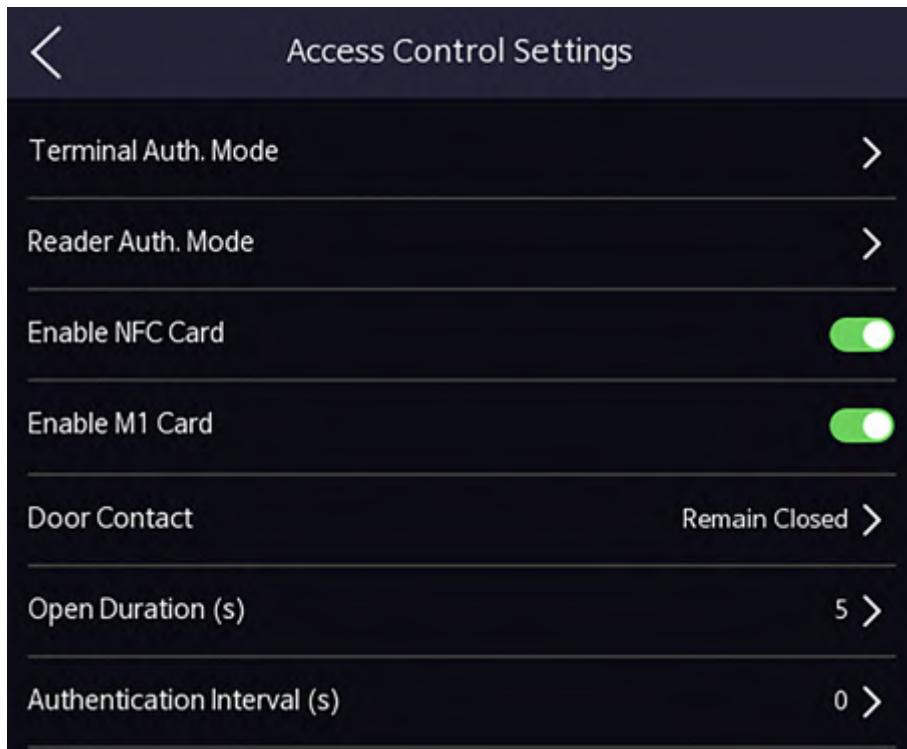 Access Control Settings
Terminal Auth. Mode
Reader Auth. Mode
Enable NFC Card
Enable M1 Card
Door Contact Remain Closed
Open Duration (s) 5
Authentication Interval (s) 0